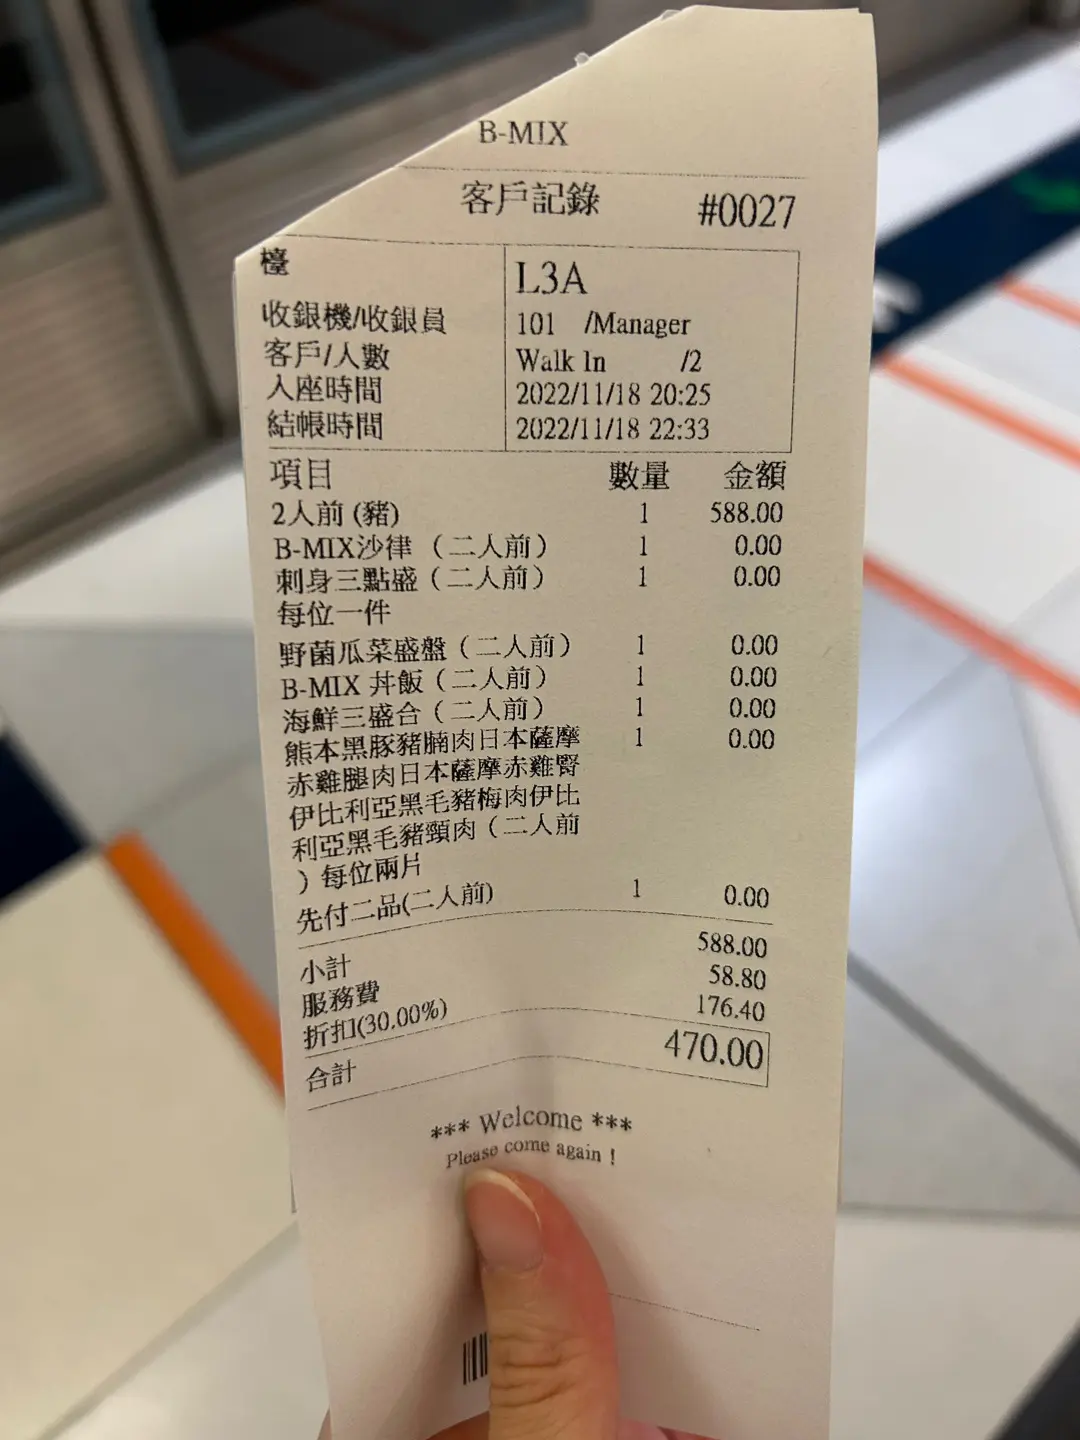 B-MIX
客戶記錄 #0027
檯 L3A
收銀機/收銀員 101 /Manager
客戶/人數 Walk In /2
入座時間 2022/11/18 20:25
結帳時間 2022/11/18 22:33
項目 數量 金額
2人前 (豬) 1 588.00
B-MIX沙律 （二人前） 1 0.00
刺身三點盛（二人前） 1 0.00
每位一件
野菌瓜菜盛盤（二人前） 1 0.00
B-MIX 丼飯（二人前） 1 0.00
海鮮三盛合（二人前） 1 0.00
熊本黑豚豬腩肉日本薩摩 1 0.00
赤雞腿肉日本薩摩赤雞腎
伊比利亞黑毛豬梅肉伊比
利亞黑毛豬頸肉（二人前
）每位兩片
先付二品(二人前) 1 0.00
小計 588.00
服務費 58.80
折扣(30.00%) 176.40
合計 470.00
*** Welcome ***
Please come again !